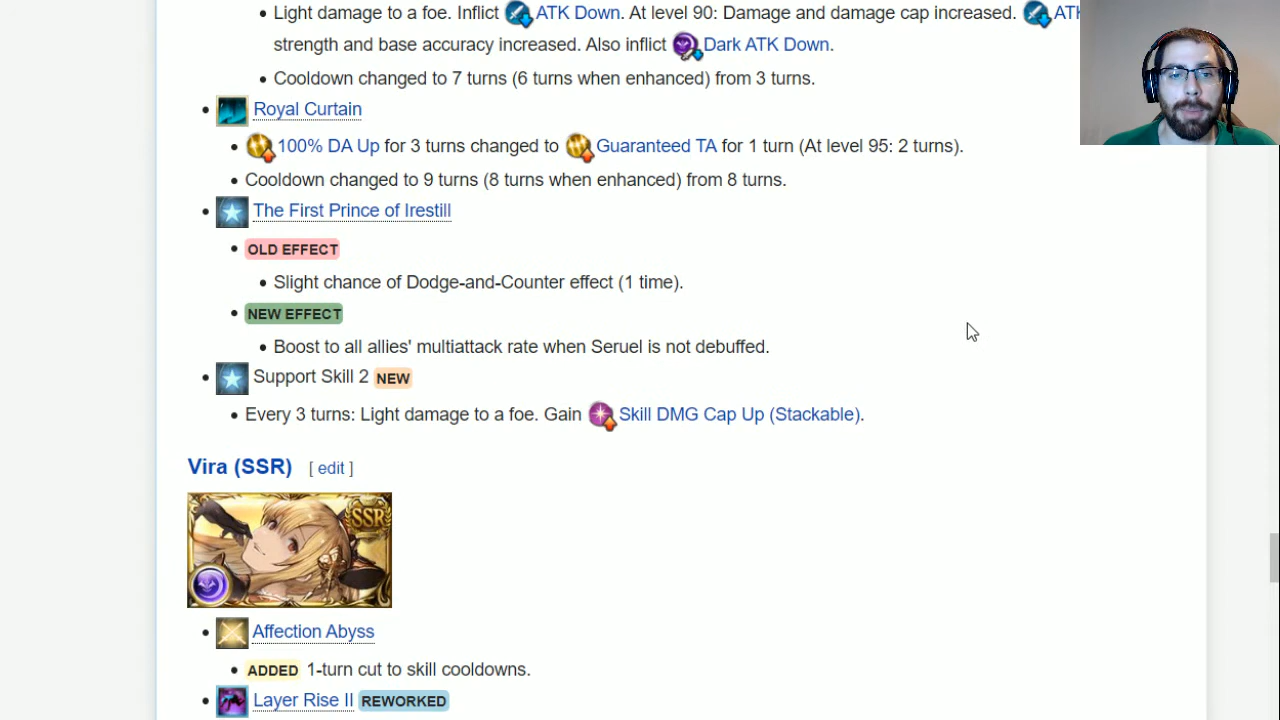 Light damage to a foe. Inflict ATK Down. At level 90: Damage and damage cap increased.
strength and base accuracy increased. Also inflict Dark ATK Down.
Cooldown changed to 7 turns (6 turns when enhanced) from 3 turns.
Royal Curtain
100% DA Up for 3 turns changed to Guaranteed TA for 1 turn (At level 95: 2 turns).
Cooldown changed to 9 turns (8 turns when enhanced) from 8 turns.
The First Prince of Irestill
OLD EFFECT
Slight chance of Dodge-and-Counter effect (1 time).
NEW EFFECT
Boost to all allies' multiattack rate when Seruel is not debuffed.
Support Skill 2 NEW
Every 3 turns: Light damage to a foe. Gain Skill DMG Cap Up (Stackable).
Vira (SSR) [ edit ]
SSR
Affection Abyss
ADDED 1-turn cut to skill cooldowns.
Layer Rise II REWORKED